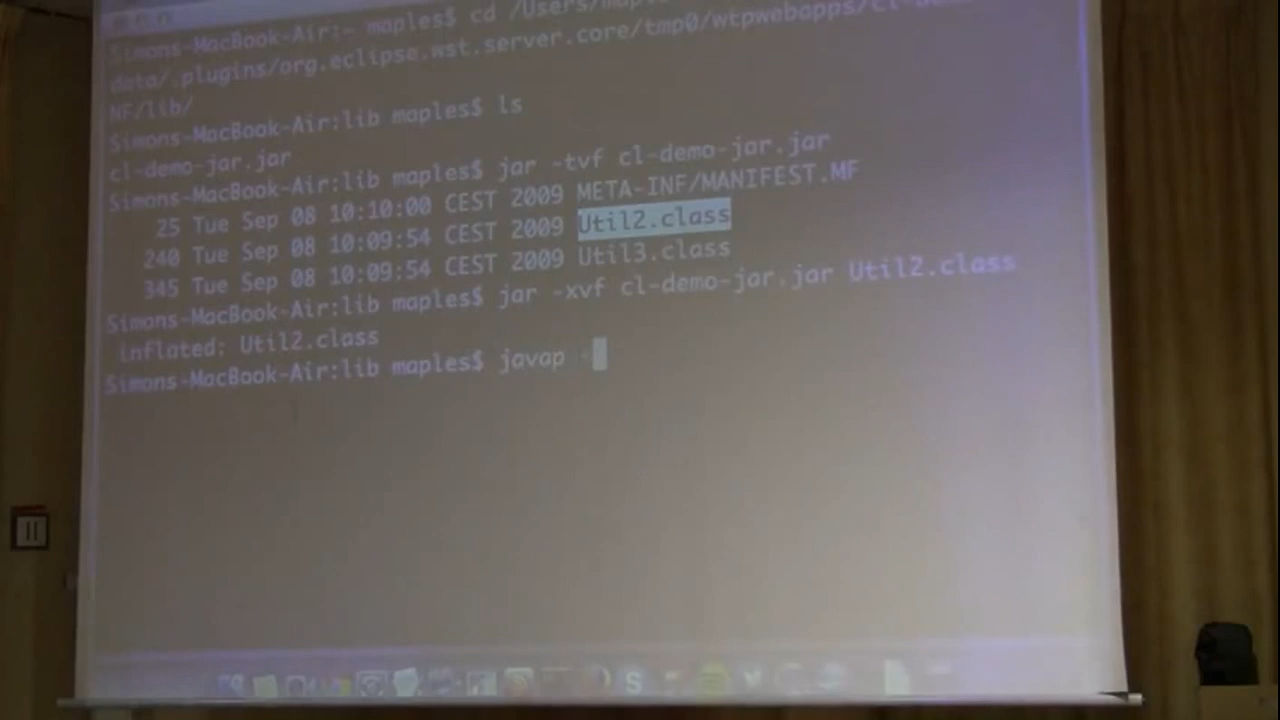 Simons-MacBook-Air:~ maples$ cd /Users/
data/.plugins/org.eclipse.wst.server.core/tmp0/wtpwebapps/
NF/lib/
Simons-MacBook-Air:lib maples$ ls
cl-demo-jar.jar
Simons-MacBook-Air:lib maples$ jar -tvf cl-demo-jar.jar
25 Tue Sep 08 10:10:00 CEST 2009 META-INF/MANIFEST.MF
240 Tue Sep 08 10:09:54 CEST 2009 Util2.class
345 Tue Sep 08 10:09:54 CEST 2009 Util3.class
Simons-MacBook-Air:lib maples$ jar -xvf cl-demo-jar.jar Util2.class
inflated: Util2.class
Simons-MacBook-Air:lib maples$ javap -